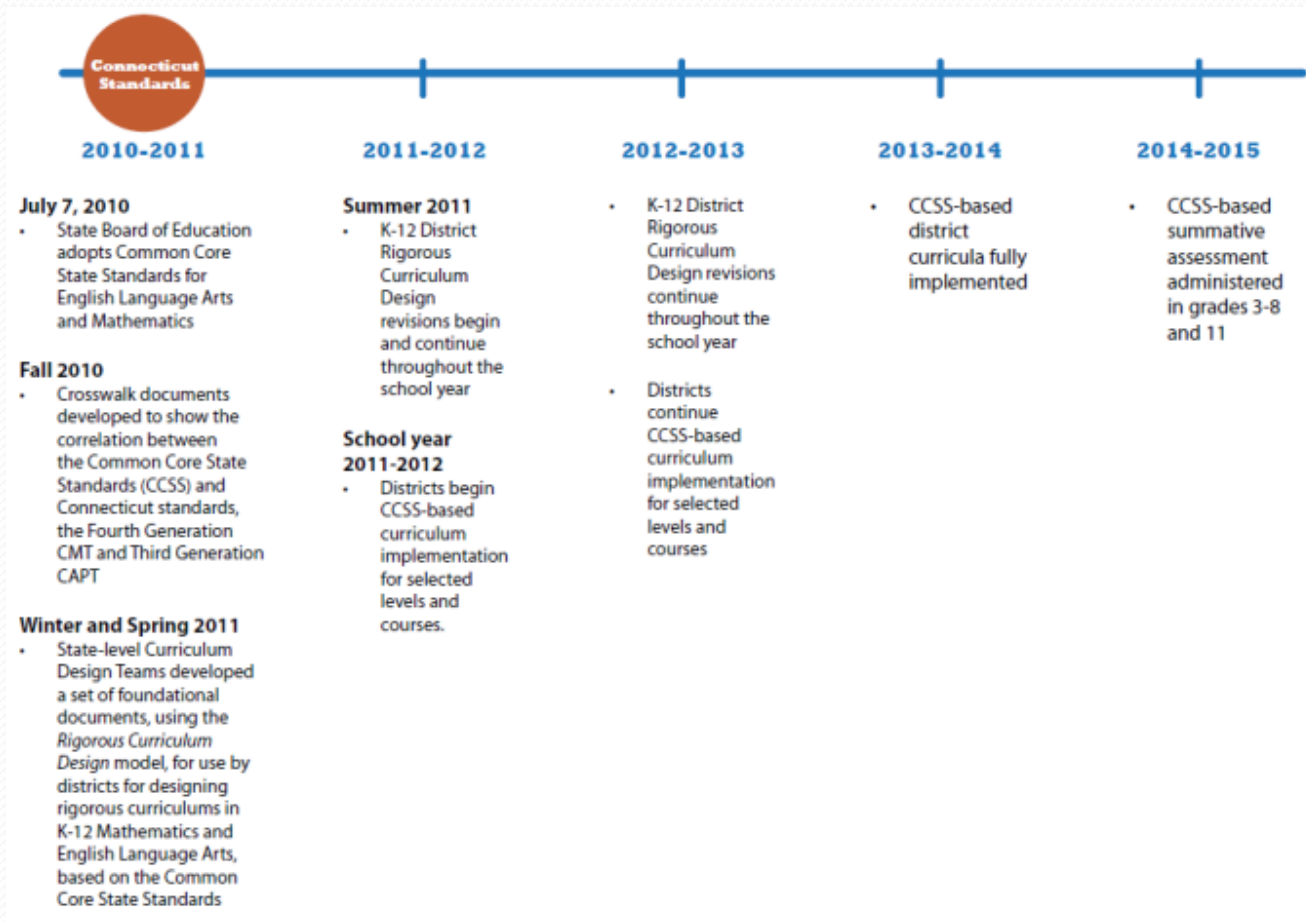 Connecticut
Standards
2010-2011
July 7, 2010
• State Board of Education
adopts Common Core
State Standards for
English Language Arts
and Mathematics
Fall 2010
• Crosswalk documents
developed to show the
correlation between
the Common Core State
Standards (CCSS) and
Connecticut standards,
the Fourth Generation
CMT and Third Generation
CAPT
Winter and Spring 2011
• State-level Curriculum
Design Teams developed
a set of foundational
documents, using the
Rigorous Curriculum
Design model, for use by
districts for designing
rigorous curriculums in
K-12 Mathematics and
English Language Arts,
based on the Common
Core State Standards
2011-2012
Summer 2011
• K-12 District
Rigorous
Curriculum
Design
revisions begin
and continue
throughout the
school year
School year
2011-2012
• Districts begin
CCSS-based
curriculum
implementation
for selected
levels and
courses.
2012-2013
• K-12 District
Rigorous
Curriculum
Design revisions
continue
throughout the
school year
• Districts
continue
CCSS-based
curriculum
implementation
for selected
levels and
courses
2013-2014
• CCSS-based
district
curricula fully
implemented
2014-2015
• CCSS-based
summative
assessment
administered
in grades 3-8
and 11